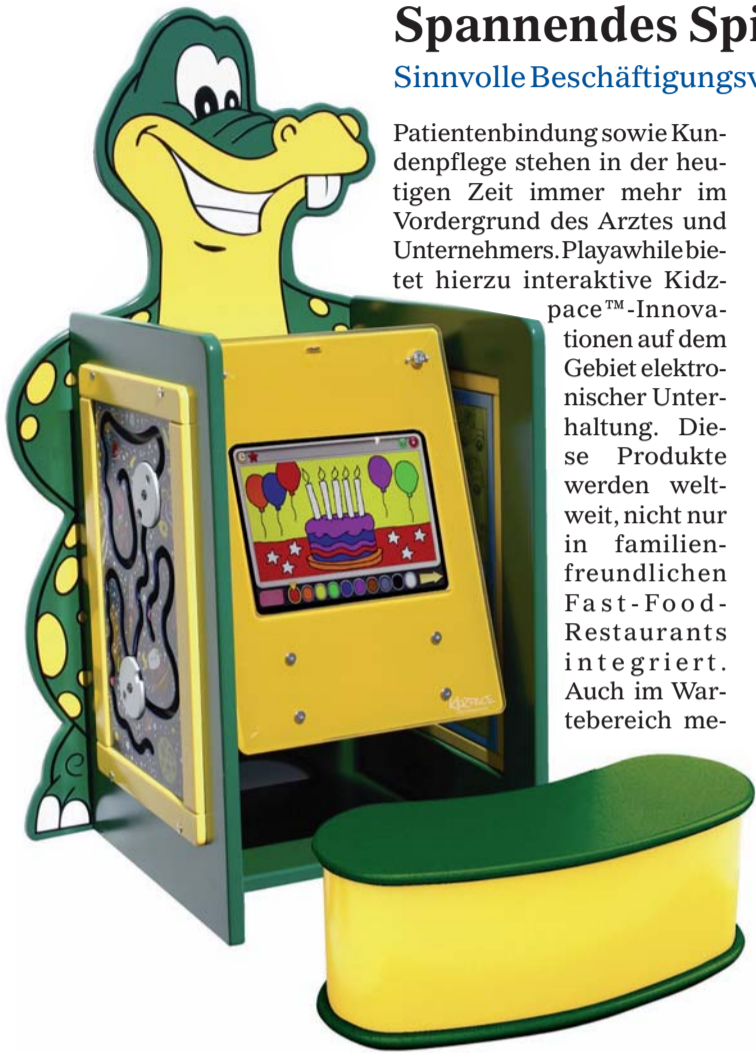 Spannendes Spi
Sinnvolle Beschäftigungsv
Patientenbindung sowie Kun-
denpflege stehen in der heu-
tigen Zeit immer mehr im
Vordergrund des Arztes und
Unternehmers. Playawhile bie-
tet hierzu interaktive Kidz-
pace™-Innova-
tionen auf dem
Gebiet elektro-
nischer Unter-
haltung. Die-
se Produkte
werden welt-
weit, nicht nur
in familien-
freundlichen
Fast-Food-
Restaurants
integriert.
Auch im War-
tebereich me-